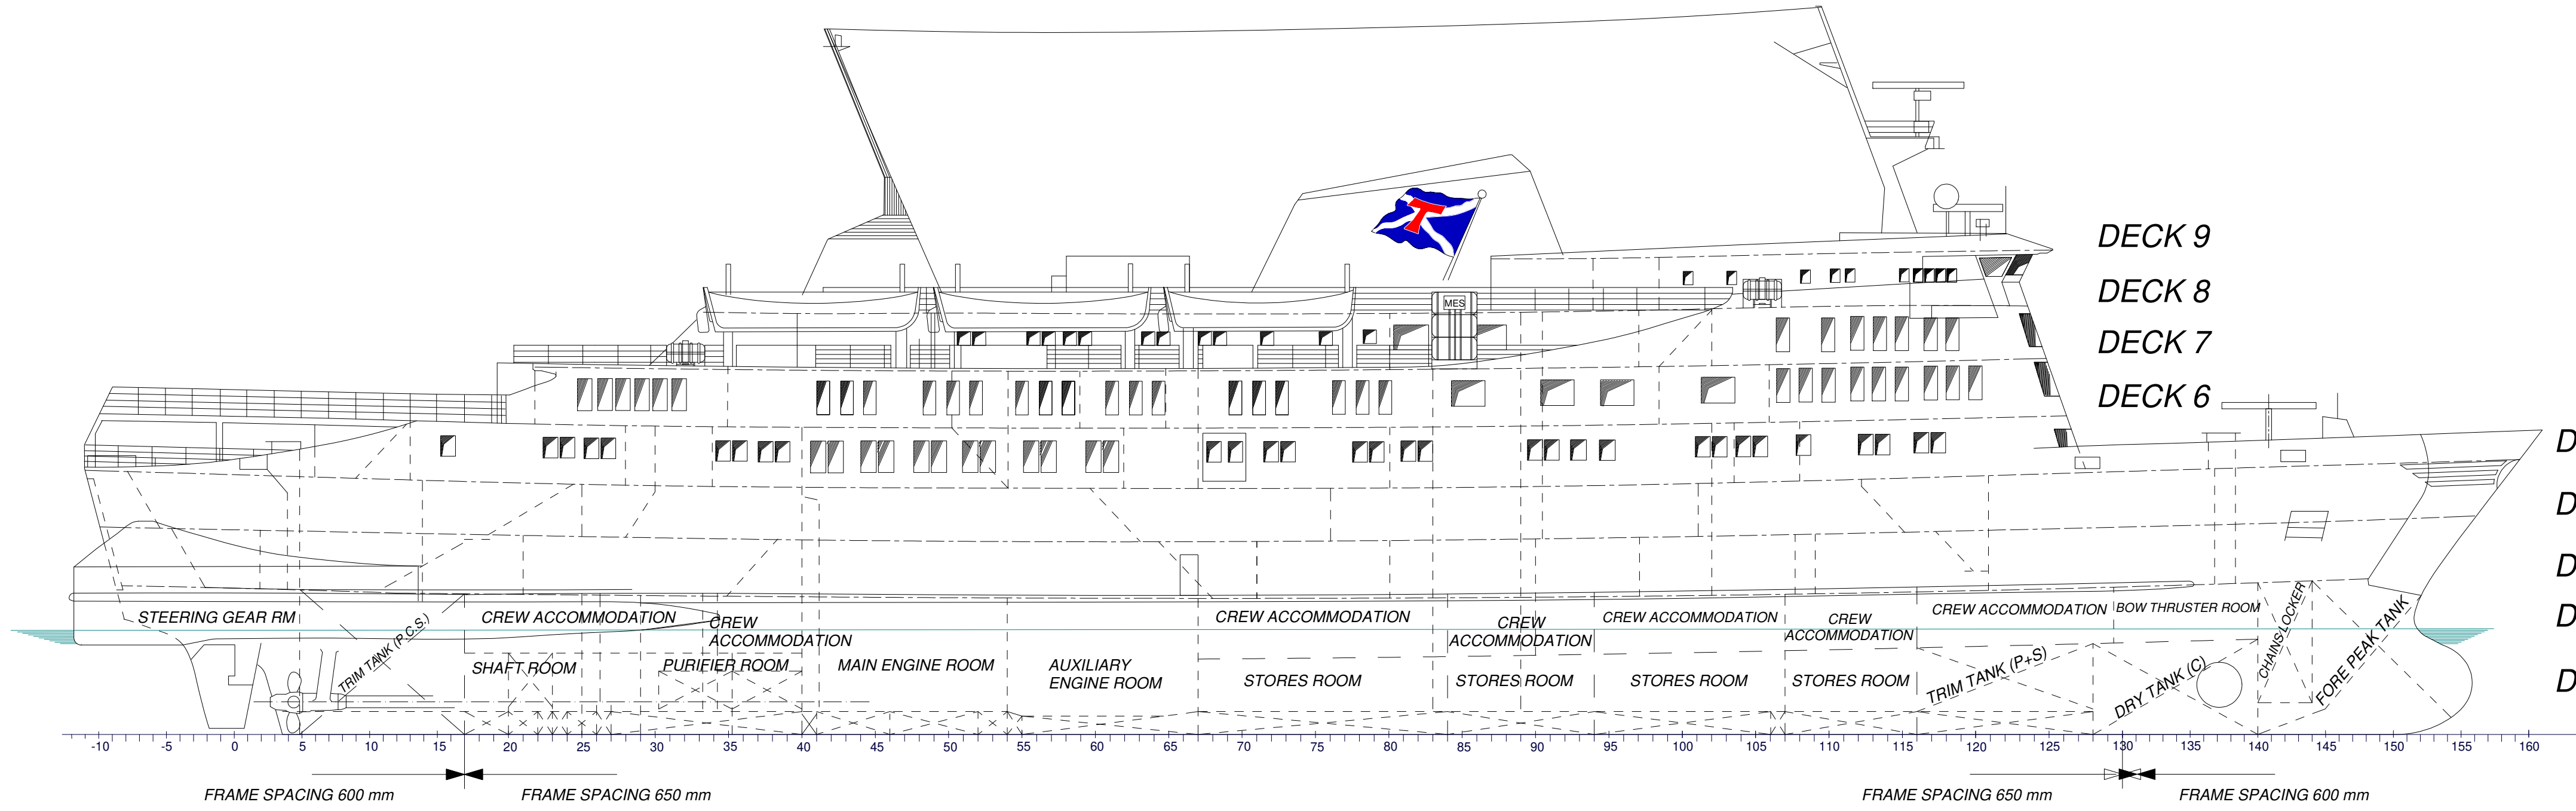 DECK 9
DECK 8
MES
DECK 7
DECK 6
D
D
D
STEERING GEAR RM
TRIM TANK (P.C.S.)
CREW ACCOMMODATION
CREW
ACCOMMODATION
CREW ACCOMMODATION
CREW
ACCOMMODATION
CREW ACCOMMODATION
CREW
ACCOMMODATION
CREW ACCOMMODATION
BOW THRUSTER ROOM
CHAINS LOCKER
FORE PEAK TANK
D
SHAFT ROOM
PURIFIER ROOM
MAIN ENGINE ROOM
AUXILIARY
ENGINE ROOM
STORES ROOM
STORES ROOM
STORES ROOM
STORES ROOM
TRIM TANK (P+S)
DRY TANK (C)
D
-10 -5 0 5 10 15 20 25 30 35 40 45 50 55 60 65 70 75 80 85 90 95 100 105 110 115 120 125 130 135 140 145 150 155 160
FRAME SPACING 600 mm
FRAME SPACING 650 mm
FRAME SPACING 650 mm
FRAME SPACING 600 mm